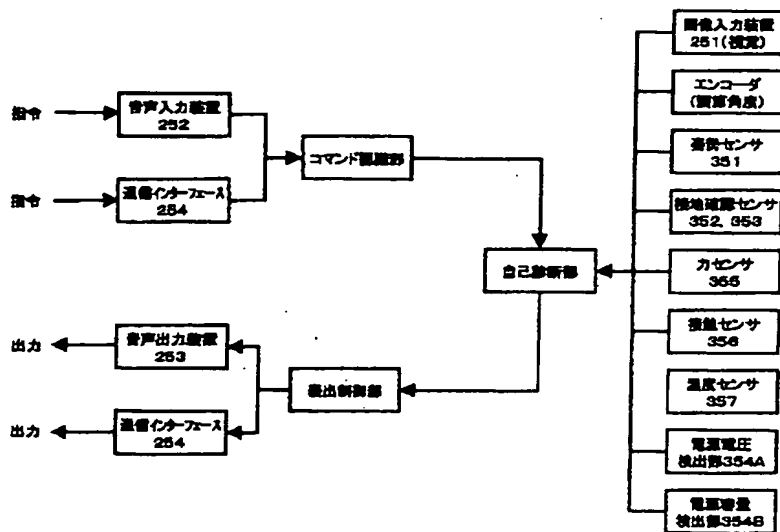 指令
音声入力装置
252
指令
通信インターフェース
254
コマンド認識部
自己診断部
出力
音声出力装置
253
出力
通信インターフェース
254
表出制御部
画像入力装置
251(視覚)
エンコーダ
(関節角度)
姿勢センサ
351
接地確認センサ
352、353
力センサ
355
接触センサ
356
温度センサ
357
電源電圧
検出部354A
電源容量
検出部354B